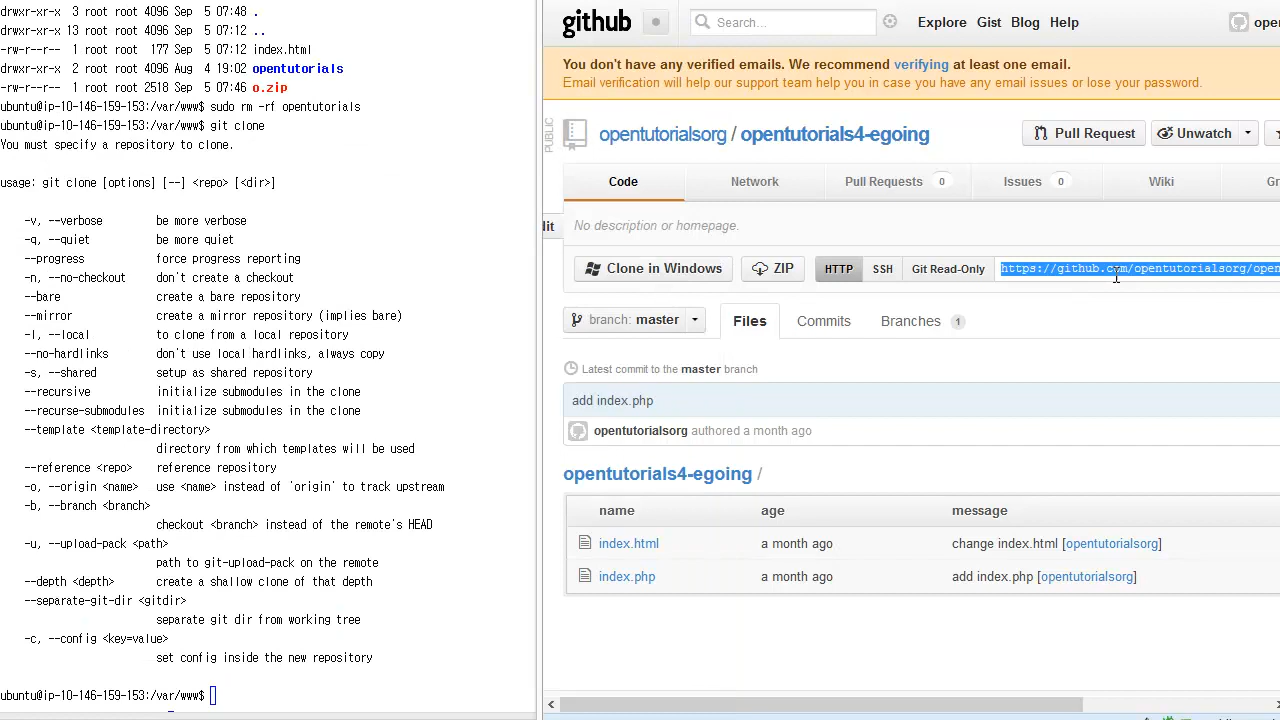 drwxr-xr-x  3 root root 4096 Sep  5 07:48 .
drwxr-xr-x 13 root root 4096 Sep  5 07:12 ..
-rw-r--r--  1 root root  177 Sep  5 07:12 index.html
drwxr-xr-x  2 root root 4096 Aug  4 19:02 opentutorials
-rw-r--r--  1 root root 2518 Sep  5 07:46 o.zip
ubuntu@ip-10-146-159-153:/var/www$ sudo rm -rf opentutorials
ubuntu@ip-10-146-159-153:/var/www$ git clone
You must specify a repository to clone.
usage: git clone [options] [--] <repo> [<dir>]
-v, --verbose         be more verbose
-q, --quiet           be more quiet
--progress            force progress reporting
-n, --no-checkout     don't create a checkout
--bare                create a bare repository
--mirror              create a mirror repository (implies bare)
-l, --local           to clone from a local repository
--no-hardlinks        don't use local hardlinks, always copy
-s, --shared          setup as shared repository
--recursive           initialize submodules in the clone
--recurse-submodules  initialize submodules in the clone
--template <template-directory>
directory from which templates will be used
--reference <repo>    reference repository
-o, --origin <name>   use <name> instead of 'origin' to track upstream
-b, --branch <branch>
checkout <branch> instead of the remote's HEAD
-u, --upload-pack <path>
path to git-upload-pack on the remote
--depth <depth>       create a shallow clone of that depth
--separate-git-dir <gitdir>
separate git dir from working tree
-c, --config <key=value>
set config inside the new repository
ubuntu@ip-10-146-159-153:/var/www$
github
Search...
Explore Gist Blog Help
open
You don't have any verified emails. We recommend verifying at least one email.
Email verification will help our support team help you in case you have any email issues or lose your password.
PUBLIC
opentutorialsorg / opentutorials4-egoing
Pull Request
Unwatch
Code
Network
Pull Requests 0
Issues 0
Wiki
Gr
dit
No description or homepage.
Clone in Windows
ZIP
HTTP
SSH
Git Read-Only
https://github.com/opentutorialsorg/open
branch: master
Files
Commits
Branches 1
Latest commit to the master branch
add index.php
opentutorialsorg authored a month ago
opentutorials4-egoing /
name age message
index.html a month ago change index.html [opentutorialsorg]
index.php a month ago add index.php [opentutorialsorg]